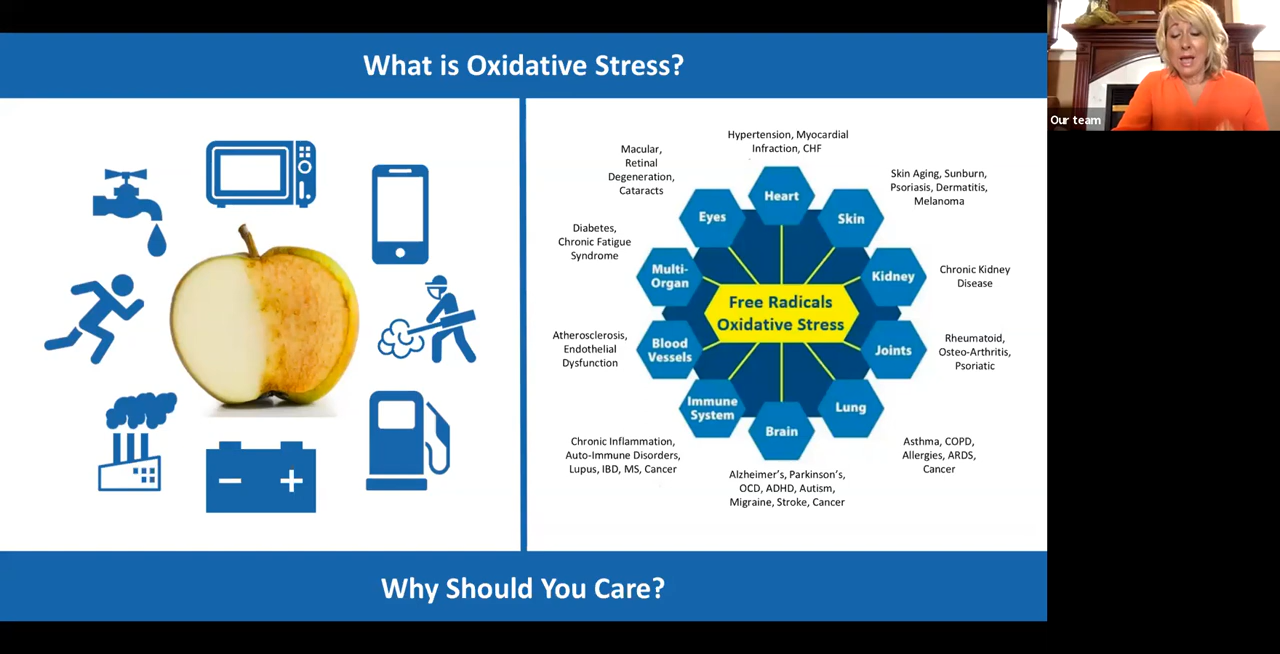 What is Oxidative Stress?
Our team
Hypertension, Myocardial
Infraction, CHF
Macular,
Retinal
Degeneration,
Cataracts
Skin Aging, Sunburn,
Psoriasis, Dermatitis,
Melanoma
Heart
Eyes
Skin
Diabetes,
Chronic Fatigue
Syndrome
Multi-
Organ
Kidney
Chronic Kidney
Disease
Free Radicals
Oxidative Stress
Atherosclerosis,
Endothelial
Dysfunction
Blood
Vessels
Joints
Rheumatoid,
Osteo-Arthritis,
Psoriatic
Immune
System
Brain
Lung
Chronic Inflammation,
Auto-Immune Disorders,
Lupus, IBD, MS, Cancer
Alzheimer's, Parkinson's,
OCD, ADHD, Autism,
Migraine, Stroke, Cancer
Asthma, COPD,
Allergies, ARDS,
Cancer
Why Should You Care?